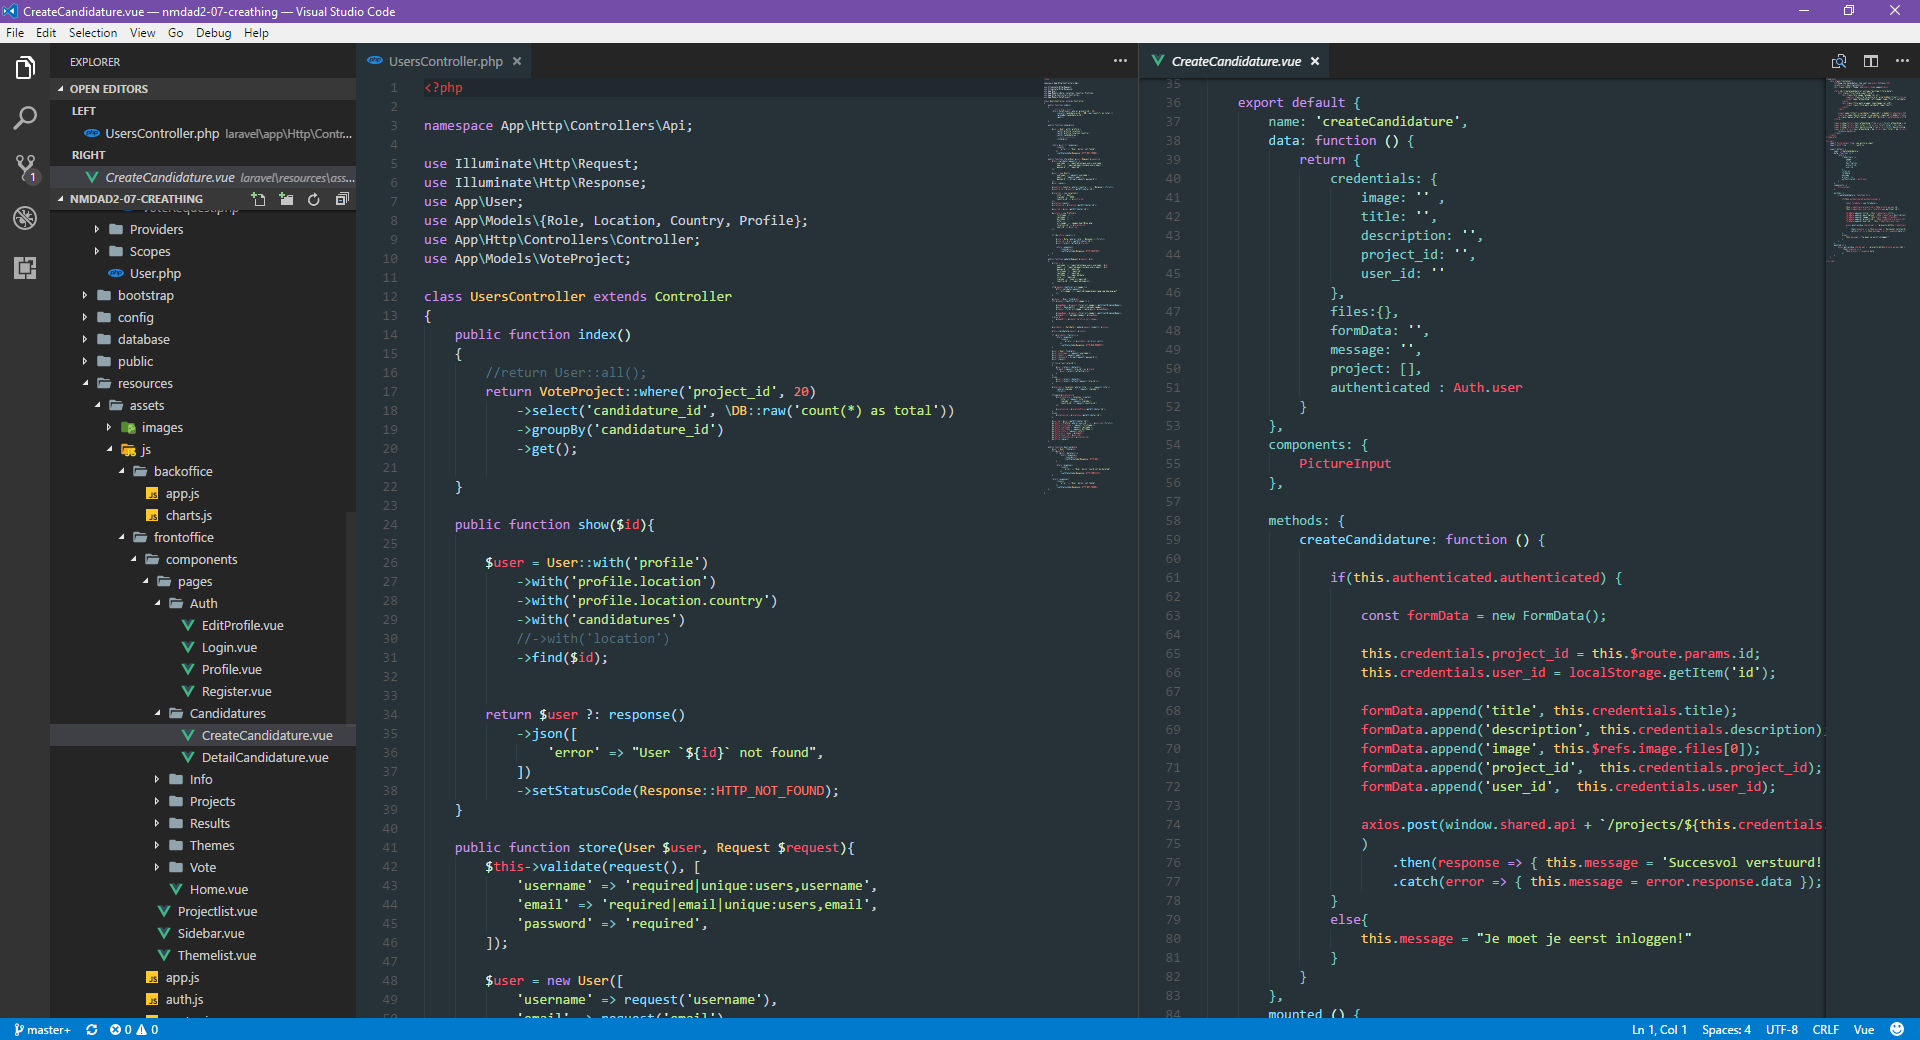 CreateCandidature.vue — nmdad2-07-creathing — Visual Studio Code
File Edit Selection View Go Debug Help
EXPLORER
OPEN EDITORS
LEFT
UsersController.php laravel\app\Http\Contr...
RIGHT
CreateCandidature.vue laravel\resources\ass...
NMDAD2-07-CREATHING
Providers
Scopes
User.php
bootstrap
config
database
public
resources
assets
images
js
backoffice
app.js
charts.js
frontoffice
components
pages
Auth
EditProfile.vue
Login.vue
Profile.vue
Register.vue
Candidatures
CreateCandidature.vue
DetailCandidature.vue
Info
Projects
Results
Themes
Vote
Home.vue
Projectlist.vue
Sidebar.vue
Themelist.vue
app.js
auth.js
1
UsersController.php ×
1 <?php
2
3 namespace App\Http\Controllers\Api;
4
5 use Illuminate\Http\Request;
6 use Illuminate\Http\Response;
7 use App\User;
8 use App\Models\{Role, Location, Country, Profile};
9 use App\Http\Controllers\Controller;
10 use App\Models\VoteProject;
11
12 class UsersController extends Controller
13 {
14 public function index()
15 {
16 //return User::all();
17 return VoteProject::where('project_id', 20)
18 ->select('candidature_id', \DB::raw('count(*) as total'))
19 ->groupBy('candidature_id')
20 ->get();
21
22 }
23
24 public function show($id){
25
26 $user = User::with('profile')
27 ->with('profile.location')
28 ->with('profile.location.country')
29 ->with('candidatures')
30 //->with('location')
31 ->find($id);
32
33
34 return $user ?: response()
35 ->json([
36 'error' => "User `${id}` not found",
37 ])
38 ->setStatusCode(Response::HTTP_NOT_FOUND);
39 }
40
41 public function store(User $user, Request $request){
42 $this->validate(request(), [
43 'username' => 'required|unique:users,username',
44 'email' => 'required|email|unique:users,email',
45 'password' => 'required',
46 ]);
47
48 $user = new User([
49 'username' => request('username'),
50 'email' => request('email')
CreateCandidature.vue ×
35
36 export default {
37 name: 'createCandidature',
38 data: function () {
39 return {
40 credentials: {
41 image: '' ,
42 title: '',
43 description: '',
44 project_id: '',
45 user_id: ''
46 },
47 files:{},
48 formData: '',
49 message: '',
50 project: [],
51 authenticated : Auth.user
52 }
53 },
54 components: {
55 PictureInput
56 },
57
58 methods: {
59 createCandidature: function () {
60
61 if(this.authenticated.authenticated) {
62
63 const formData = new FormData();
64
65 this.credentials.project_id = this.$route.params.id;
66 this.credentials.user_id = localStorage.getItem('id');
67
68 formData.append('title', this.credentials.title);
69 formData.append('description', this.credentials.description);
70 formData.append('image', this.$refs.image.files[0]);
71 formData.append('project_id', this.credentials.project_id);
72 formData.append('user_id', this.credentials.user_id);
73
74 axios.post(window.shared.api + `/projects/${this.credentials.
75 )
76 .then(response => { this.message = 'Succesvol verstuurd!
77 .catch(error => { this.message = error.response.data });
78 }
79 else{
80 this.message = "Je moet je eerst inloggen!"
81 }
82 }
83 },
84 mounted () {
master+ 0 0
Ln 1, Col 1 Spaces: 4 UTF-8 CRLF Vue